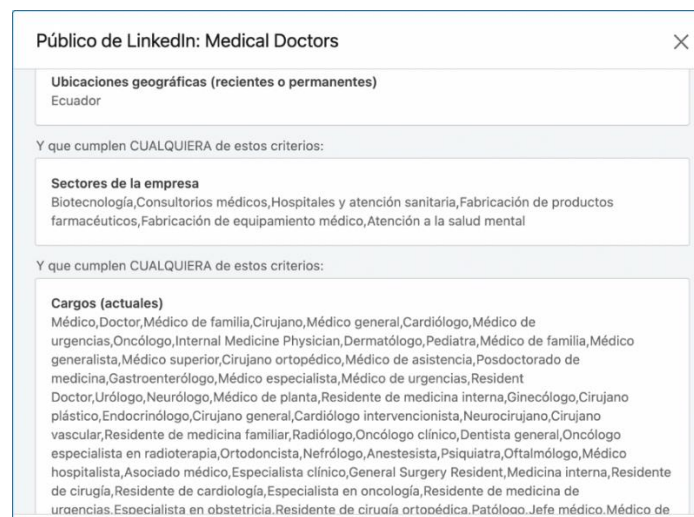 Público de LinkedIn: Medical Doctors
Ubicaciones geográficas (recientes o permanentes)
Ecuador
Y que cumplen CUALQUIERA de estos criterios:
Sectores de la empresa
Biotecnología,Consultorios médicos,Hospitales y atención sanitaria,Fabricación de productos
farmacéuticos,Fabricación de equipamiento médico,Atención a la salud mental
Y que cumplen CUALQUIERA de estos criterios:
Cargos (actuales)
Médico,Doctor,Médico de familia,Cirujano,Médico general,Cardiólogo,Médico de
urgencias,Oncólogo,Internal Medicine Physician,Dermatólogo,Pediatra,Médico de familia,Médico
generalista,Médico superior,Cirujano ortopédico,Médico de asistencia,Posdoctorado de
medicina,Gastroenterólogo,Médico especialista,Médico de urgencias,Resident
Doctor,Urólogo,Neurólogo,Médico de planta,Residente de medicina interna,Ginecólogo,Cirujano
plástico,Endocrinólogo,Cirujano general,Cardiólogo intervencionista,Neurocirujano,Cirujano
vascular,Residente de medicina familiar,Radiólogo,Oncólogo clínico,Dentista general,Oncólogo
especialista en radioterapia,Ortodoncista,Nefrólogo,Anestesista,Psiquiatra,Oftalmólogo,Médico
hospitalista,Asociado médico,Especialista clínico,General Surgery Resident,Medicina interna,Residente
de cirugía,Residente de cardiología,Especialista en oncología,Residente de medicina de
urgencias,Especialista en obstetricia,Residente de cirugía ortopédica,Patólogo,Jefe médico,Médico de